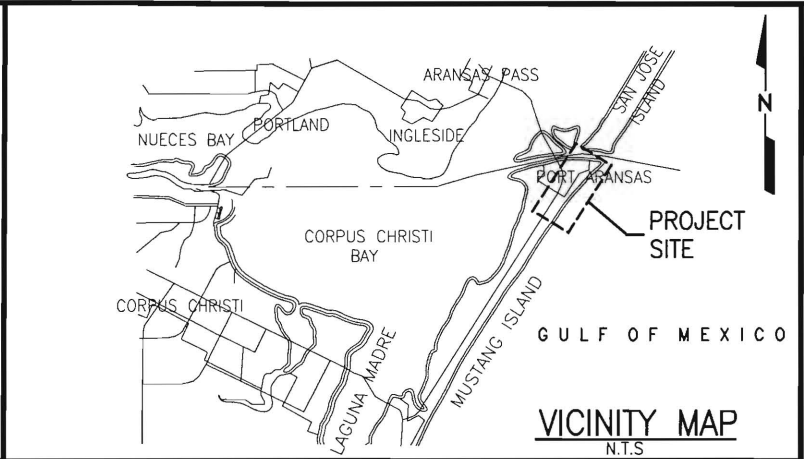 ARANSAS PASS
SAN JOSE
ISLAND
N
PORTLAND
NUECES BAY
INGLESIDE
PORT ARANSAS
PROJECT
SITE
CORPUS CHRISTI
BAY
CORPUS CHRISTI
GULF OF MEXICO
MUSTANG ISLAND
LAGUNA MADRE
VICINITY MAP
N.T.S